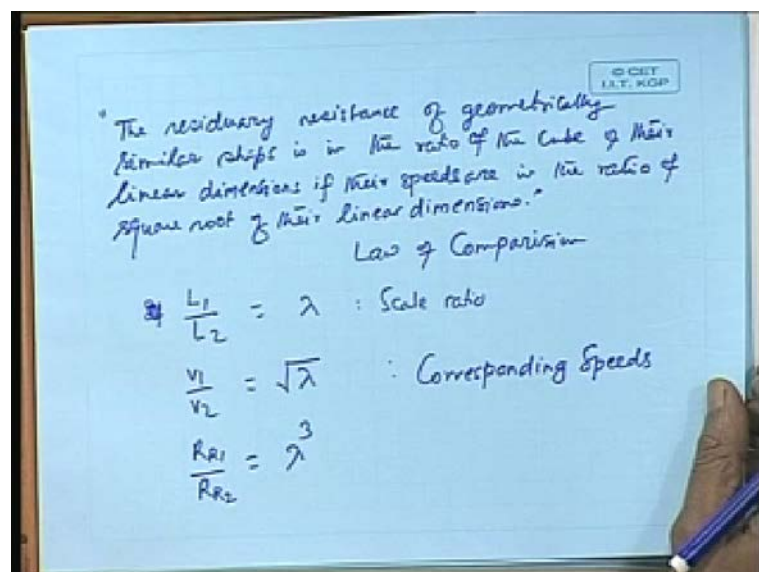 © CET
I.I.T. KGP
"The residuary resistance of geometrically
similar ships is in the ratio of the cube of their
linear dimensions if their speeds are in the ratio of
square root of their linear dimensions."
Law of Comparision
L1/L2 = λ : Scale ratio
V1/V2 = √λ : Corresponding Speeds
RR1/RR2 = λ³